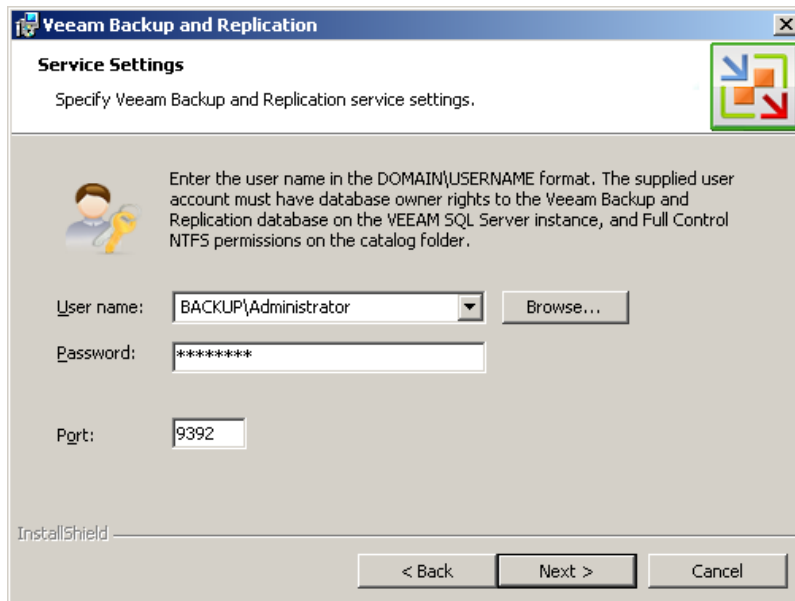 Veeam Backup and Replication
Service Settings
Specify Veeam Backup and Replication service settings.
Enter the user name in the DOMAIN\USERNAME format. The supplied user
account must have database owner rights to the Veeam Backup and
Replication database on the VEEAM SQL Server instance, and Full Control
NTFS permissions on the catalog folder.
User name: BACKUP\Administrator Browse...
Password: ********
Port: 9392
InstallShield
< Back Next > Cancel